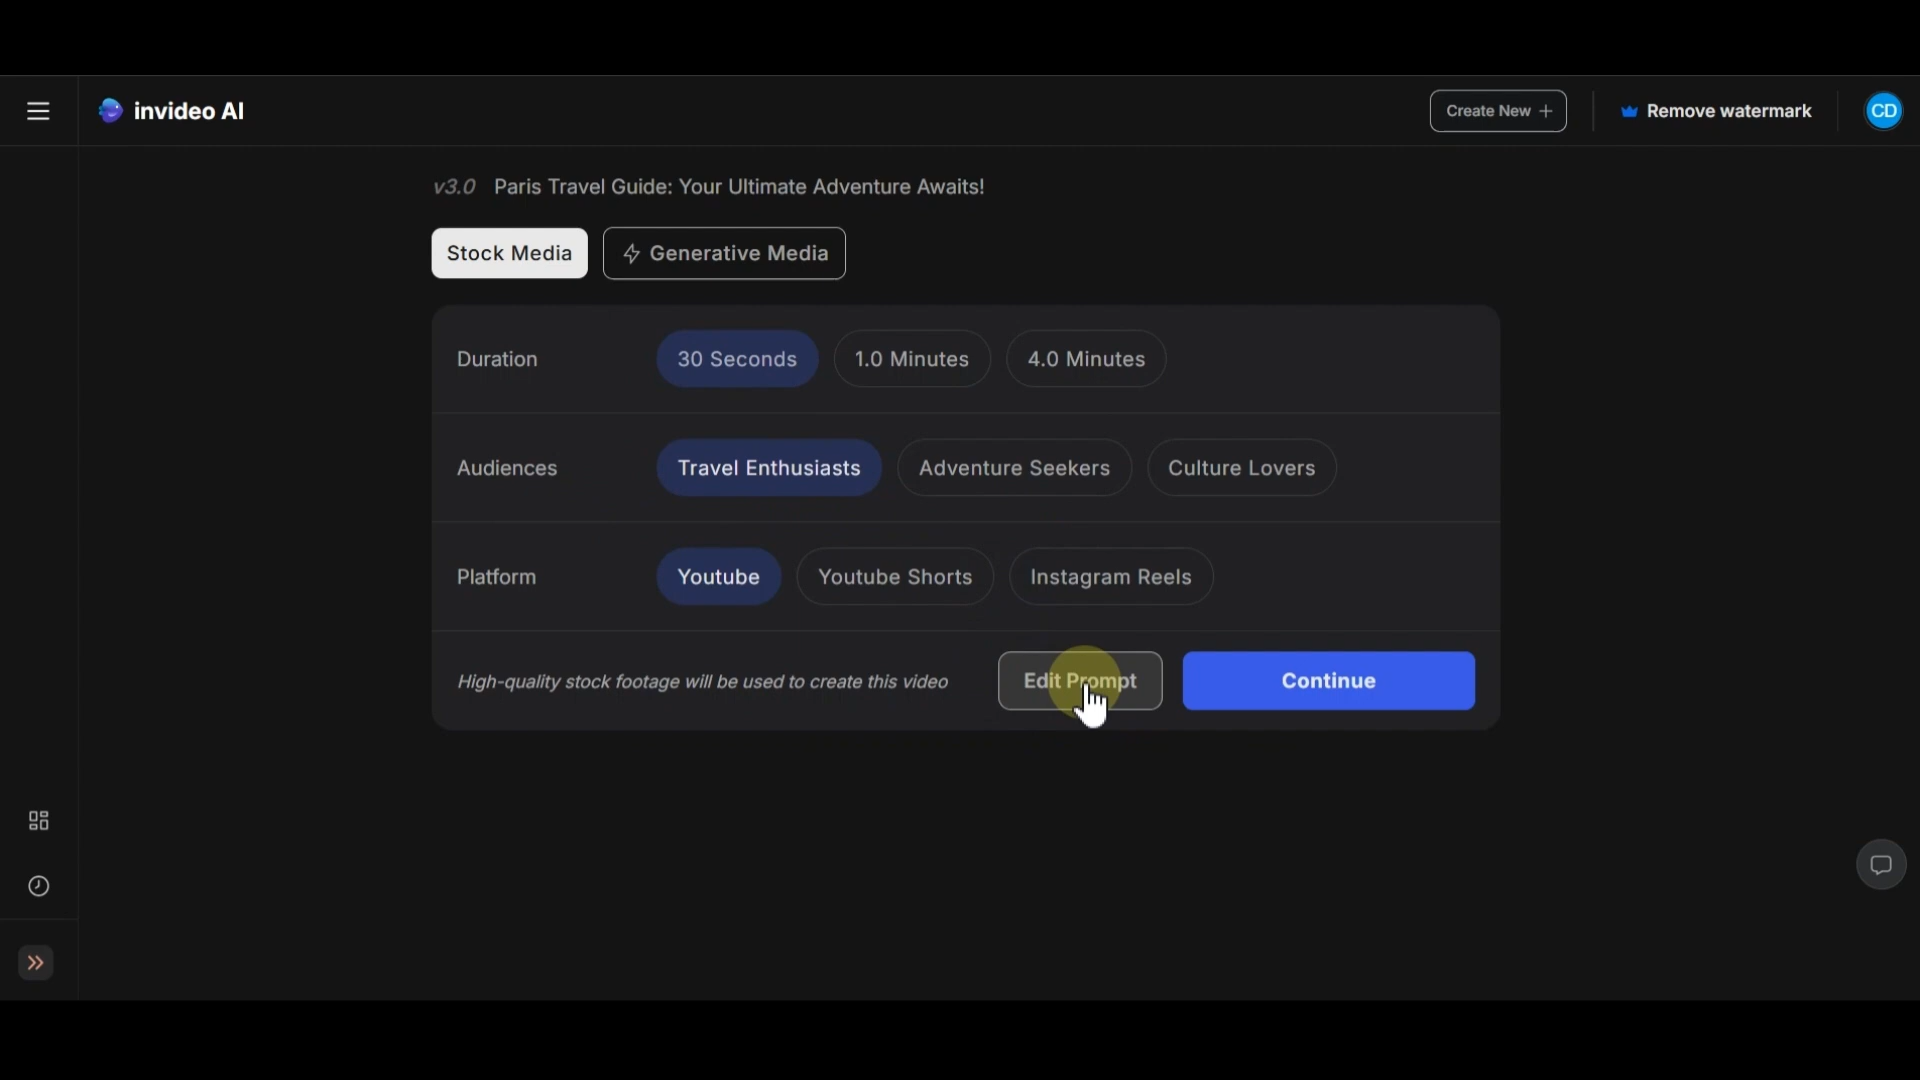 invideo AI
Create New +
Remove watermark
CD
v3.0 Paris Travel Guide: Your Ultimate Adventure Awaits!
Stock Media
Generative Media
Duration 30 Seconds 1.0 Minutes 4.0 Minutes
Audiences Travel Enthusiasts Adventure Seekers Culture Lovers
Platform Youtube Youtube Shorts Instagram Reels
High-quality stock footage will be used to create this video Edit Prompt Continue